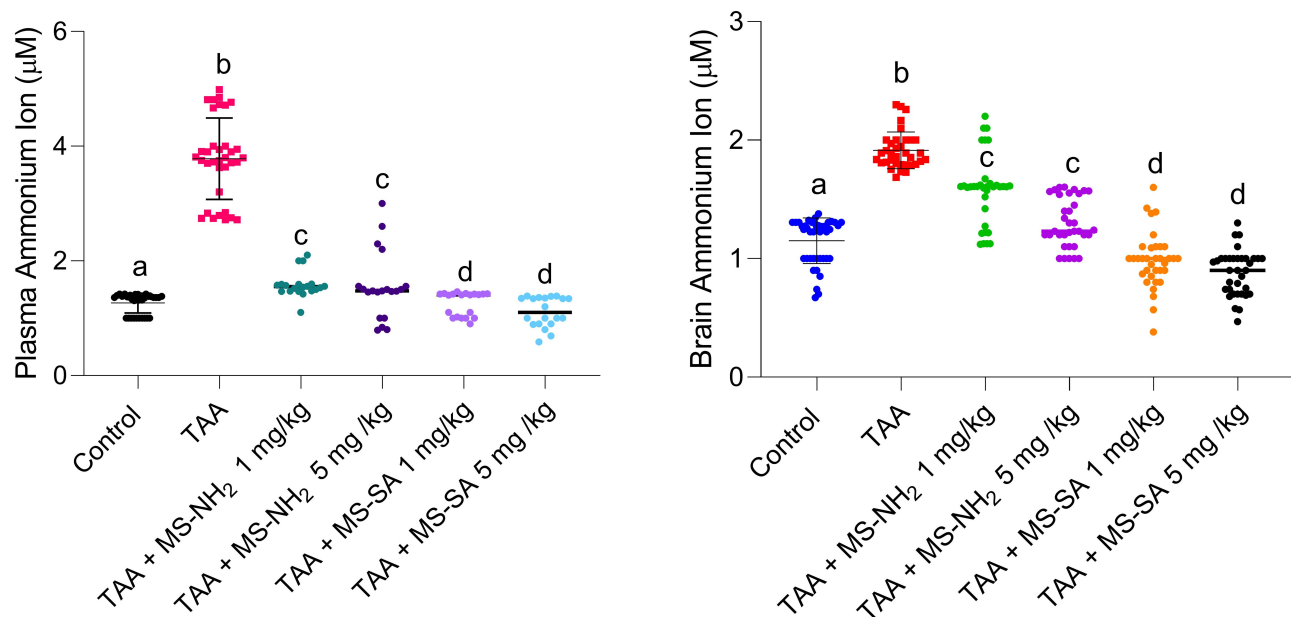 Plasma Ammonium Ion (μM)
6
4
2
0
a
b
c
c
d
d
Control
TAA
TAA + MS-NH₂ 1 mg/kg
TAA + MS-NH₂ 5 mg /kg
TAA + MS-SA 1 mg/kg
TAA + MS-SA 5 mg /kg
Brain Ammonium Ion (μM)
3
2
1
0
a
b
c
c
d
d
Control
TAA
TAA + MS-NH₂ 1 mg/kg
TAA + MS-NH₂ 5 mg /kg
TAA + MS-SA 1 mg/kg
TAA + MS-SA 5 mg /kg